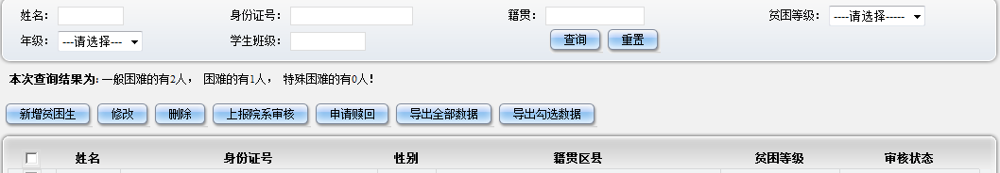 姓名: 身份证号: 籍贯: 贫困等级: ----请选择-----
年级: ---请选择--- 学生班级: 查询 重置
本次查询结果为: 一般困难的有2人, 困难的有1人, 特殊困难的有0人!
新增贫困生 修改 删除 上报院系审核 申请赎回 导出全部数据 导出勾选数据
姓名 身份证号 性别 籍贯区县 贫困等级 审核状态